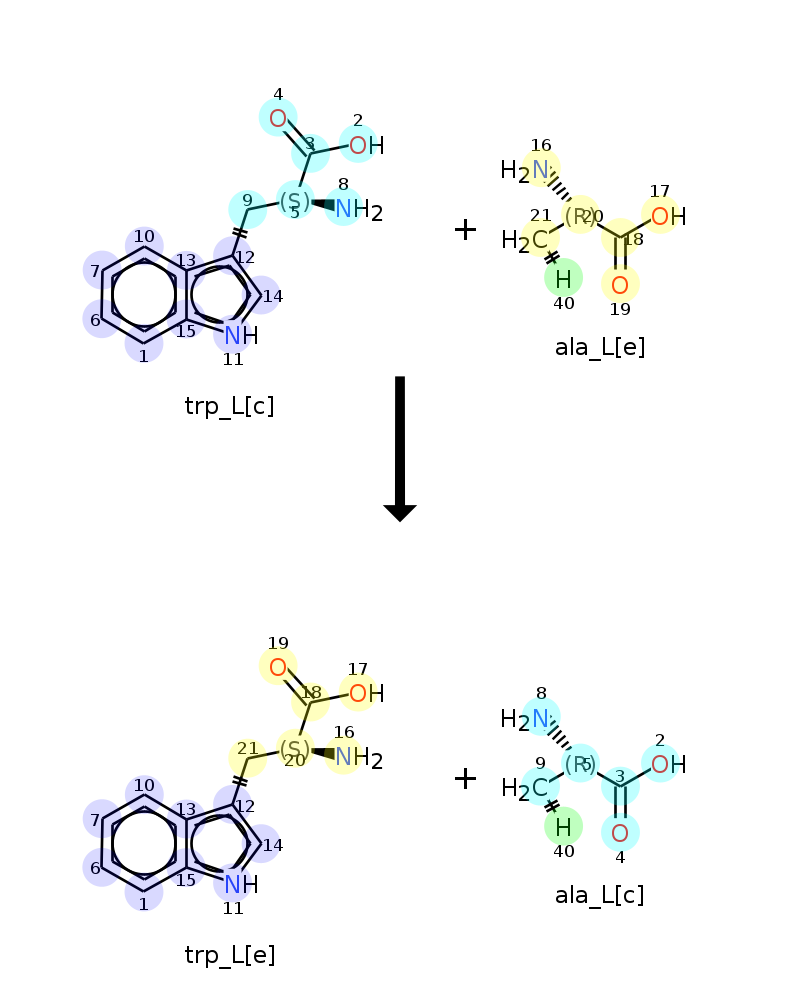 4
O
3
2
OH
9
(S)
5
8
NH2
10
7
13
12
14
6
15
1
NH
11
trp_L[c]
+
16
H2N
17
21
(R)
20
OH
H2C
18
H
40
O
19
ala_L[e]
19
O
18
17
OH
21
(S)
20
16
NH2
10
7
13
12
14
6
15
1
NH
11
trp_L[e]
+
8
H2N
2
9
(R)
5
OH
H2C
3
H
40
O
4
ala_L[c]